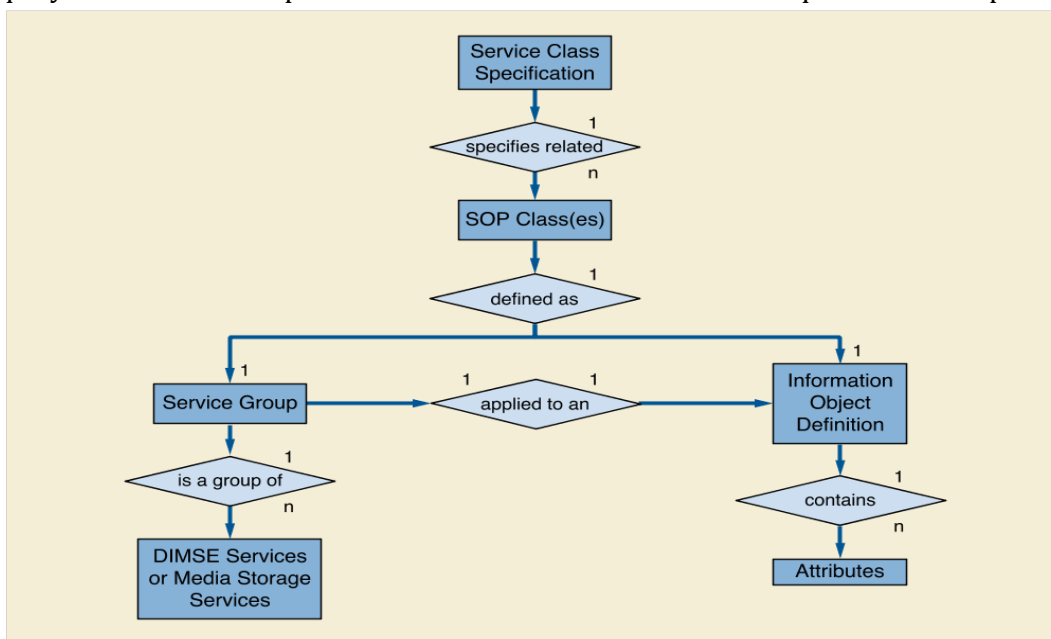 Service Class
Specification
1
specifies related
n
SOP Class(es)
1
defined as
1
1
Service Group
1
1
applied to an
Information
Object
Definition
1
is a group of
n
1
contains
n
DIMSE Services
or Media Storage
Services
Attributes